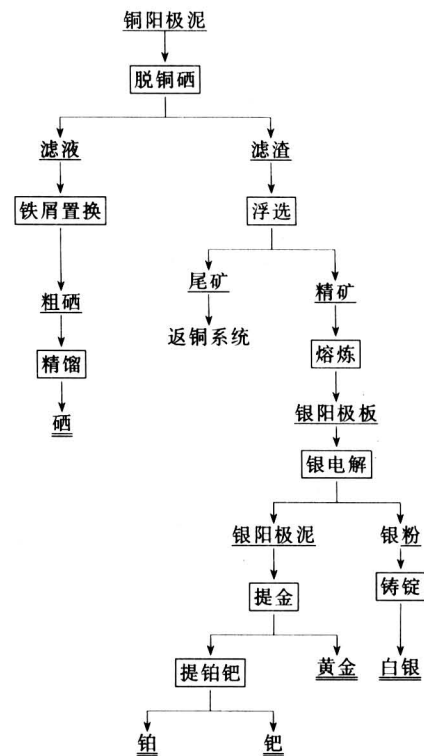 铜阳极泥
脱铜硒
滤液
滤渣
铁屑置换
浮选
尾矿
精矿
粗硒
返铜系统
熔炼
精馏
银阳极板
硒
银电解
银阳极泥
银粉
提金
铸锭
提铂钯
黄金
白银
铂
钯